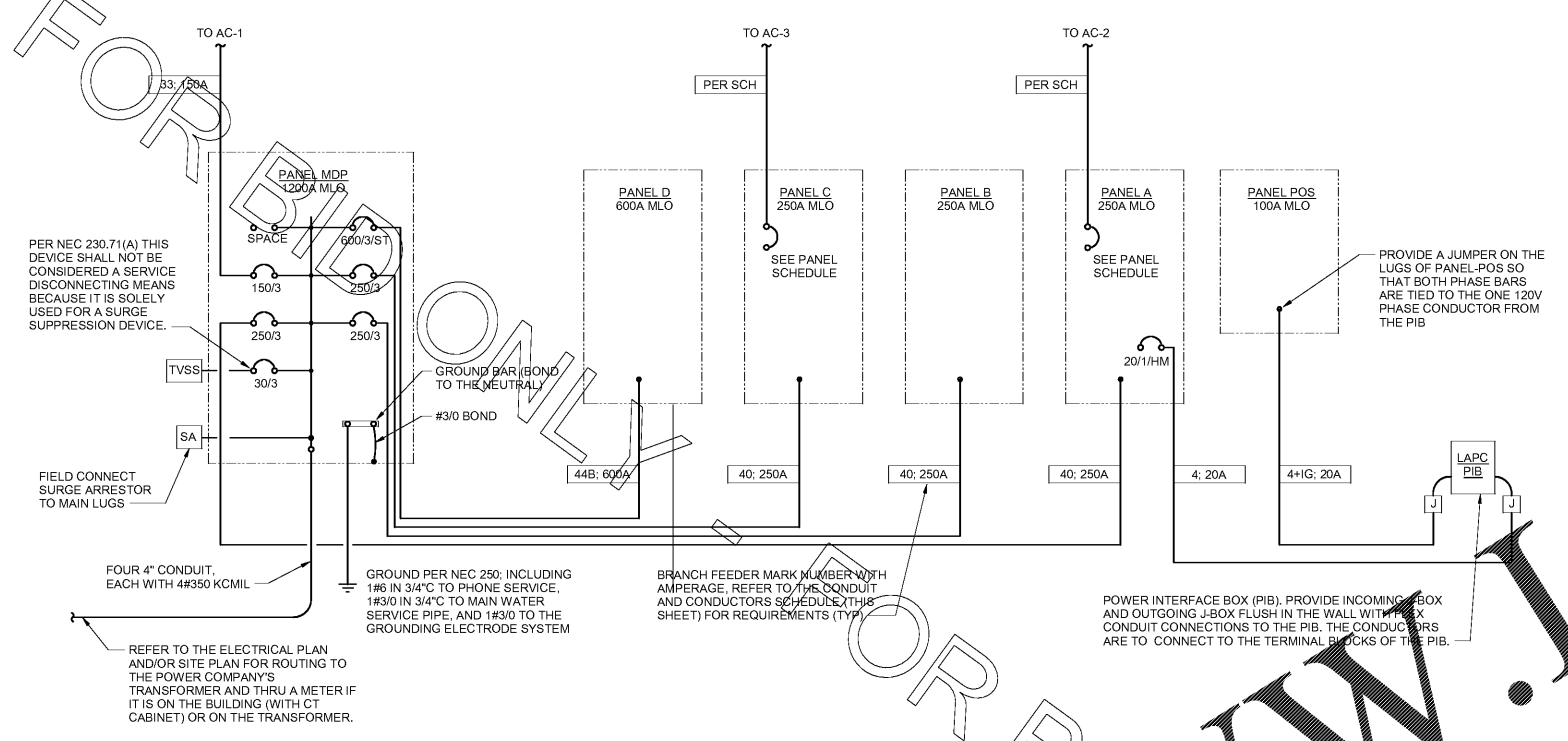 TO AC-1
TO AC-3
TO AC-2
33; 150A
PER SCH
PER SCH
PANEL MDP
1200A MLO
PANEL D
600A MLO
PANEL C
250A MLO
PANEL B
250A MLO
PANEL A
250A MLO
PANEL POS
100A MLO
SPACE
600/3/ST
150/3
250/3
250/3
250/3
30/3
PER NEC 230.71(A) THIS
DEVICE SHALL NOT BE
CONSIDERED A SERVICE
DISCONNECTING MEANS
BECAUSE IT IS SOLELY
USED FOR A SURGE
SUPPRESSION DEVICE.
SEE PANEL
SCHEDULE
SEE PANEL
SCHEDULE
PROVIDE A JUMPER ON THE
LUGS OF PANEL-POS SO
THAT BOTH PHASE BARS
ARE TIED TO THE ONE 120V
PHASE CONDUCTOR FROM
THE PIB
20/1/HM
TVSS
GROUND BAR (BOND
TO THE NEUTRAL)
#3/0 BOND
SA
FIELD CONNECT
SURGE ARRESTOR
TO MAIN LUGS
44B; 600A
40; 250A
40; 250A
40; 250A
4; 20A
4+IG; 20A
LAPC
PIB
J
J
FOUR 4" CONDUIT,
EACH WITH 4#350 KCMIL
GROUND PER NEC 250; INCLUDING
1#6 IN 3/4"C TO PHONE SERVICE,
1#3/0 IN 3/4"C TO MAIN WATER
SERVICE PIPE, AND 1#3/0 TO THE
GROUNDING ELECTRODE SYSTEM
BRANCH FEEDER MARK NUMBER WITH
AMPERAGE, REFER TO THE CONDUIT
AND CONDUCTORS SCHEDULE (THIS
SHEET) FOR REQUIREMENTS (TYP)
POWER INTERFACE BOX (PIB). PROVIDE INCOMING J-BOX
AND OUTGOING J-BOX FLUSH IN THE WALL WITH FLEX
CONDUIT CONNECTIONS TO THE PIB. THE CONDUCTORS
ARE TO CONNECT TO THE TERMINAL BLOCKS OF THE PIB.
REFER TO THE ELECTRICAL PLAN
AND/OR SITE PLAN FOR ROUTING TO
THE POWER COMPANY'S
TRANSFORMER AND THRU A METER IF
IT IS ON THE BUILDING (WITH CT
CABINET) OR ON THE TRANSFORMER.
FOR BID ONLY - FOR B
W.J